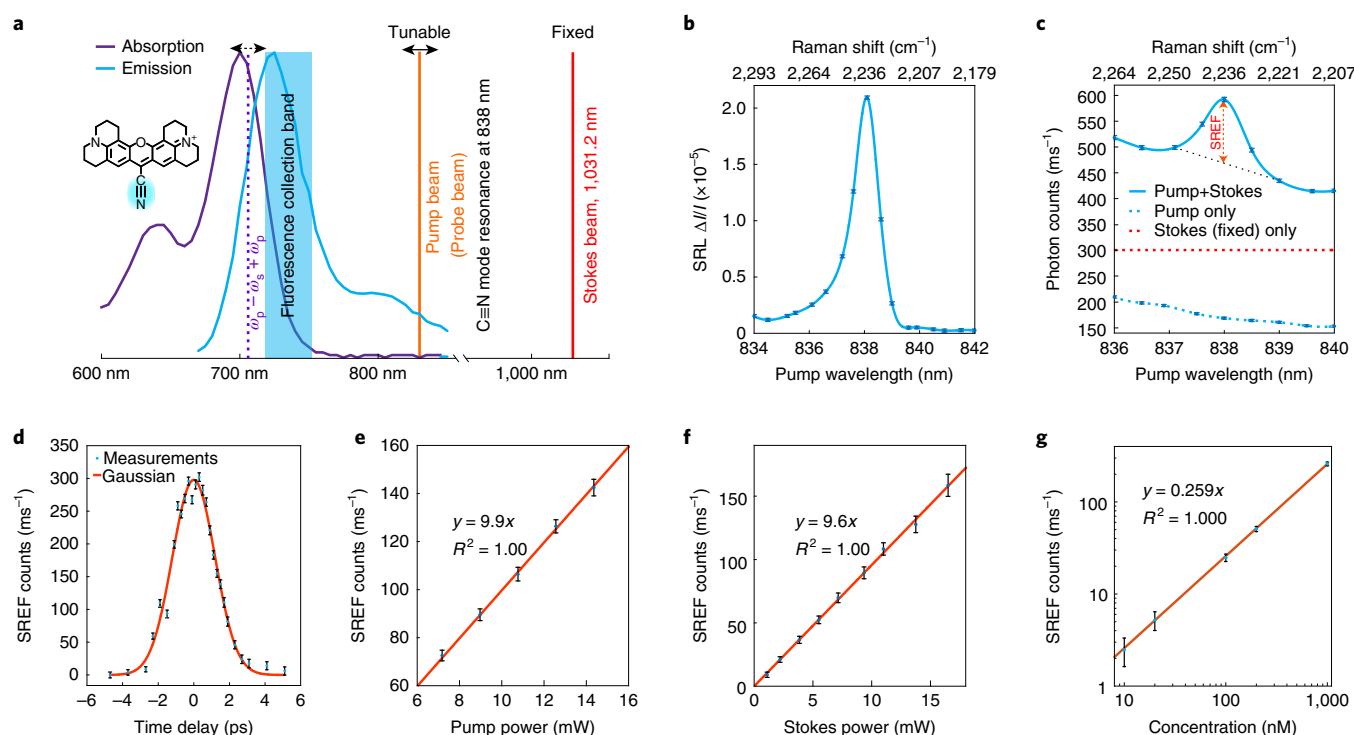 a
Absorption
Emission
Tunable
Fixed
N
O
N+
C
N
ωp − ωs + ωp
Fluorescence collection band
Pump beam
(Probe beam)
C≡N mode resonance at 838 nm
Stokes beam, 1,031.2 nm
600 nm
700 nm
800 nm
1,000 nm
b
Raman shift (cm−1)
2,293 2,264 2,236 2,207 2,179
SRL ΔI/I (×10−5)
2.0
1.5
1.0
0.5
0
834 836 838 840 842
Pump wavelength (nm)
c
Raman shift (cm−1)
2,264 2,250 2,236 2,221 2,207
Photon counts (ms−1)
600
550
500
450
400
350
300
250
200
150
SREF
Pump+Stokes
Pump only
Stokes (fixed) only
836 837 838 839 840
Pump wavelength (nm)
d
SREF counts (ms−1)
350
300
250
200
150
100
50
0
Measurements
Gaussian
−6 −4 −2 0 2 4 6
Time delay (ps)
e
SREF counts (ms−1)
160
140
120
100
80
60
y = 9.9x
R2 = 1.00
6 8 10 12 14 16
Pump power (mW)
f
SREF counts (ms−1)
150
100
50
0
y = 9.6x
R2 = 1.00
0 5 10 15
Stokes power (mW)
g
SREF counts (ms−1)
100
10
1
y = 0.259x
R2 = 1.000
10 100 1,000
Concentration (nM)